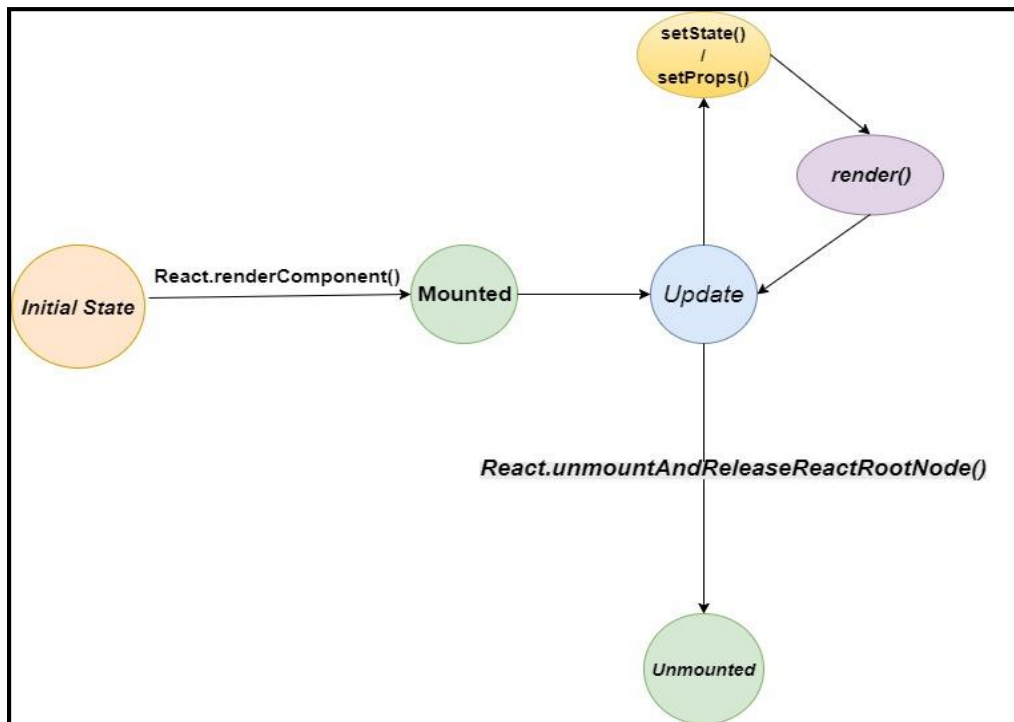 setState()
/
setProps()
render()
React.renderComponent()
Initial State
Mounted
Update
React.unmountAndReleaseReactRootNode()
Unmounted